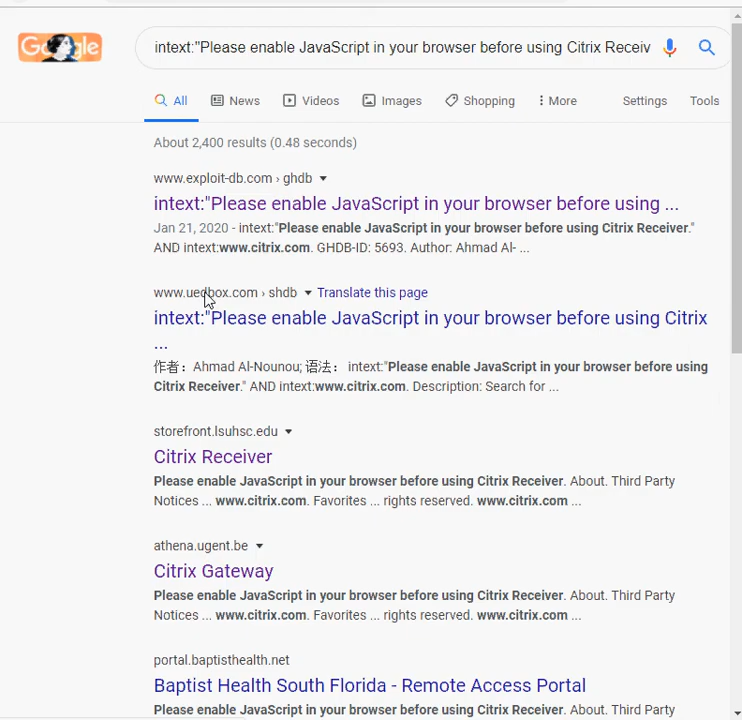 Google
intext:"Please enable JavaScript in your browser before using Citrix Receiv
All
News
Videos
Images
Shopping
More
Settings
Tools
About 2,400 results (0.48 seconds)
www.exploit-db.com › ghdb
intext:"Please enable JavaScript in your browser before using ...
Jan 21, 2020 - intext:"Please enable JavaScript in your browser before using Citrix Receiver."
AND intext:www.citrix.com. GHDB-ID: 5693. Author: Ahmad Al- ...
www.uedbox.com › shdb Translate this page
intext:"Please enable JavaScript in your browser before using Citrix
...
作者：Ahmad Al-Nounou; 语法： intext:"Please enable JavaScript in your browser before using
Citrix Receiver." AND intext:www.citrix.com. Description: Search for ...
storefront.lsuhsc.edu
Citrix Receiver
Please enable JavaScript in your browser before using Citrix Receiver. About. Third Party
Notices ... www.citrix.com. Favorites ... rights reserved. www.citrix.com ...
athena.ugent.be
Citrix Gateway
Please enable JavaScript in your browser before using Citrix Receiver. About. Third Party
Notices ... www.citrix.com. Favorites ... rights reserved. www.citrix.com ...
portal.baptisthealth.net
Baptist Health South Florida - Remote Access Portal
Please enable JavaScript in your browser before using Citrix Receiver. About. Third Party